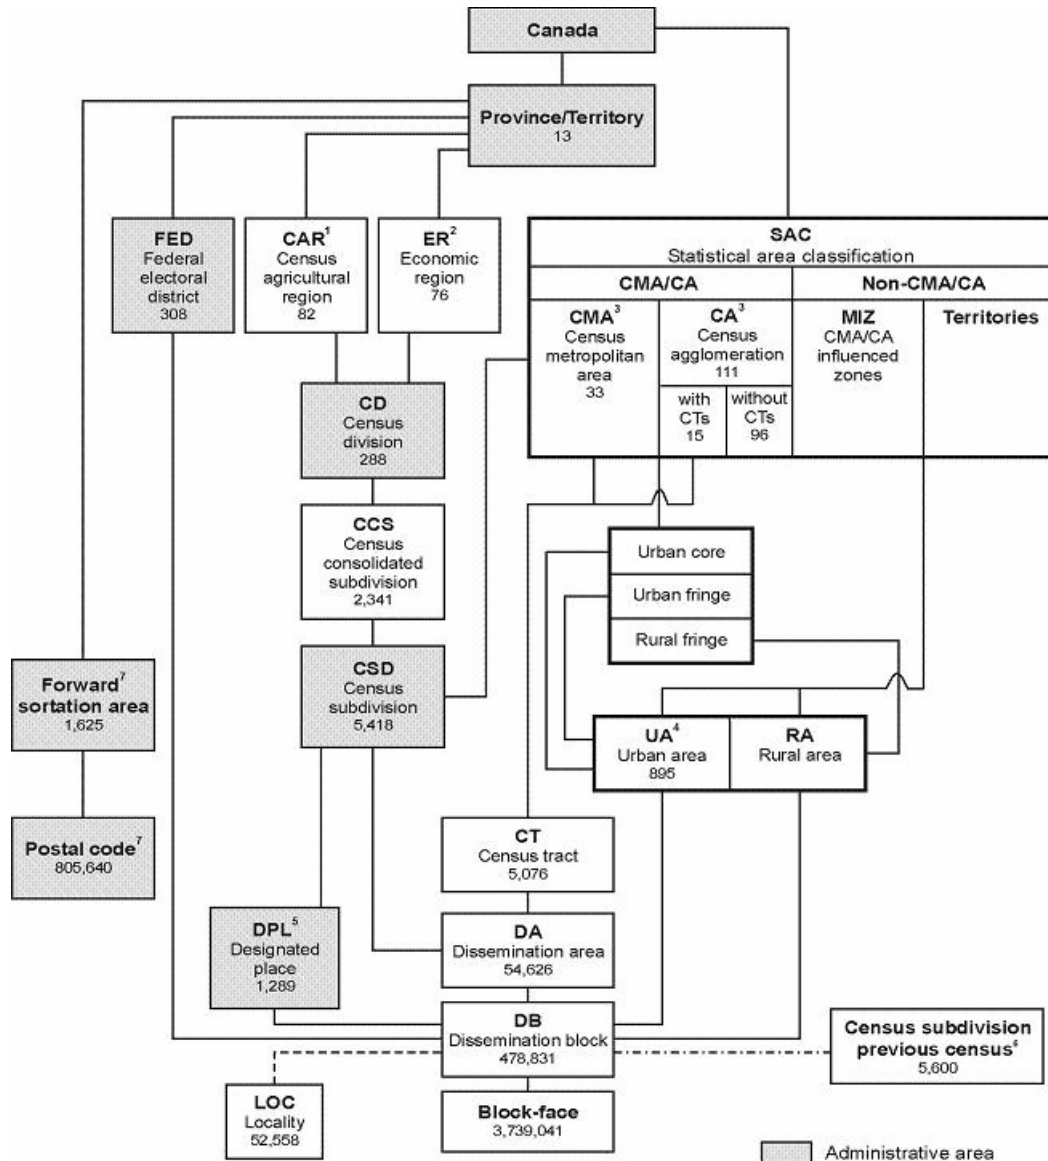 Canada
Province/Territory
13
FED
Federal
electoral
district
308
CAR1
Census
agricultural
region
82
ER2
Economic
region
76
SAC
Statistical area classification
CMA/CA
Non-CMA/CA
CMA3
Census
metropolitan
area
33
CA3
Census
agglomeration
111
with
CTs
15
without
CTs
96
MIZ
CMA/CA
influenced
zones
Territories
CD
Census
division
288
CCS
Census
consolidated
subdivision
2,341
Urban core
Urban fringe
Rural fringe
Forward7
sortation area
1,625
CSD
Census
subdivision
5,418
UA4
Urban area
895
RA
Rural area
Postal code7
805,640
CT
Census tract
5,076
DPL5
Designated
place
1,289
DA
Dissemination area
54,626
DB
Dissemination block
478,831
Census subdivision
previous census6
5,600
LOC
Locality
52,558
Block-face
3,739,041
Administrative area